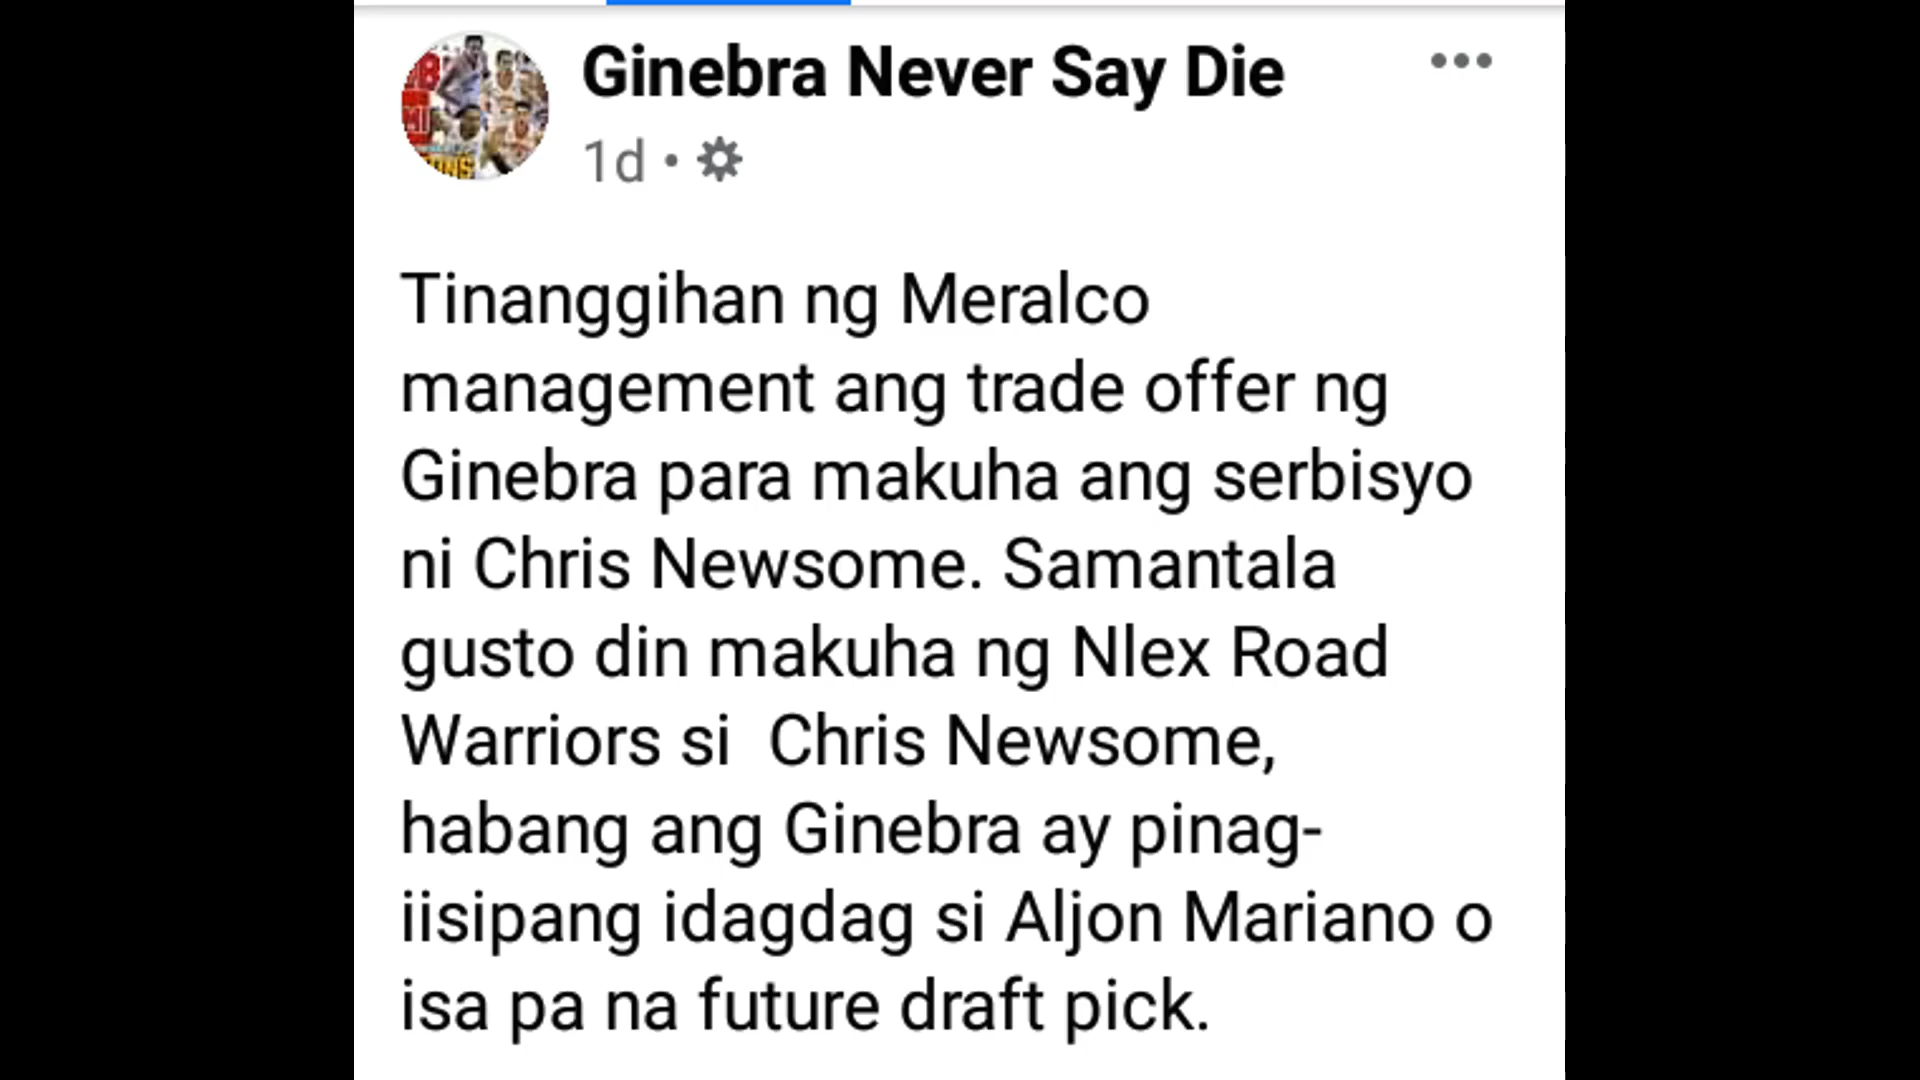 Ginebra Never Say Die
1d
Tinanggihan ng Meralco
management ang trade offer ng
Ginebra para makuha ang serbisyo
ni Chris Newsome. Samantala
gusto din makuha ng Nlex Road
Warriors si  Chris Newsome,
habang ang Ginebra ay pinag-
iisipang idagdag si Aljon Mariano o
isa pa na future draft pick.